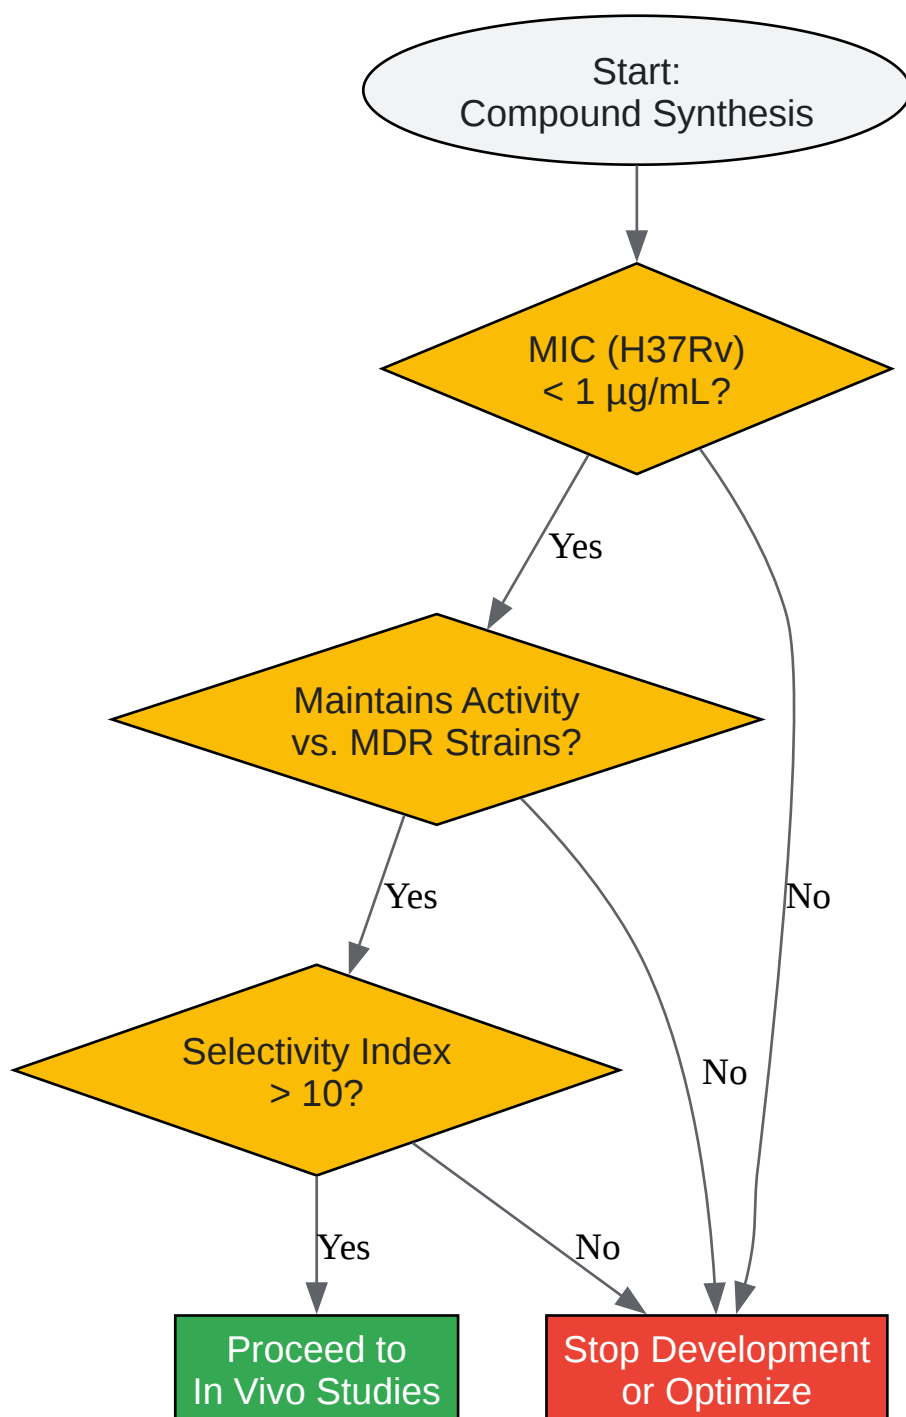 Start:
Compound Synthesis
MIC (H37Rv)
< 1 µg/mL?
Yes
Maintains Activity
vs. MDR Strains?
Yes
No
Selectivity Index
> 10?
No
Yes
No
Proceed to
In Vivo Studies
Stop Development
or Optimize